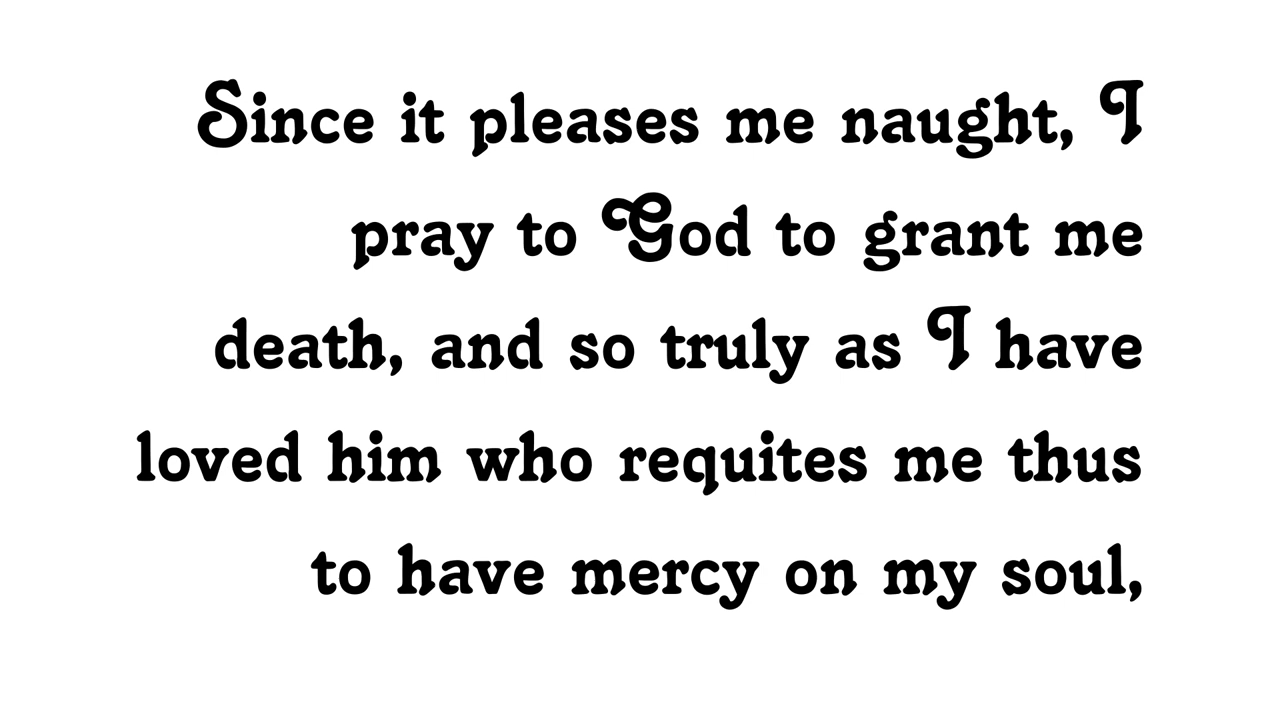 Since it pleases me naught, I
pray to God to grant me
death, and so truly as I have
loved him who requites me thus
to have mercy on my soul,